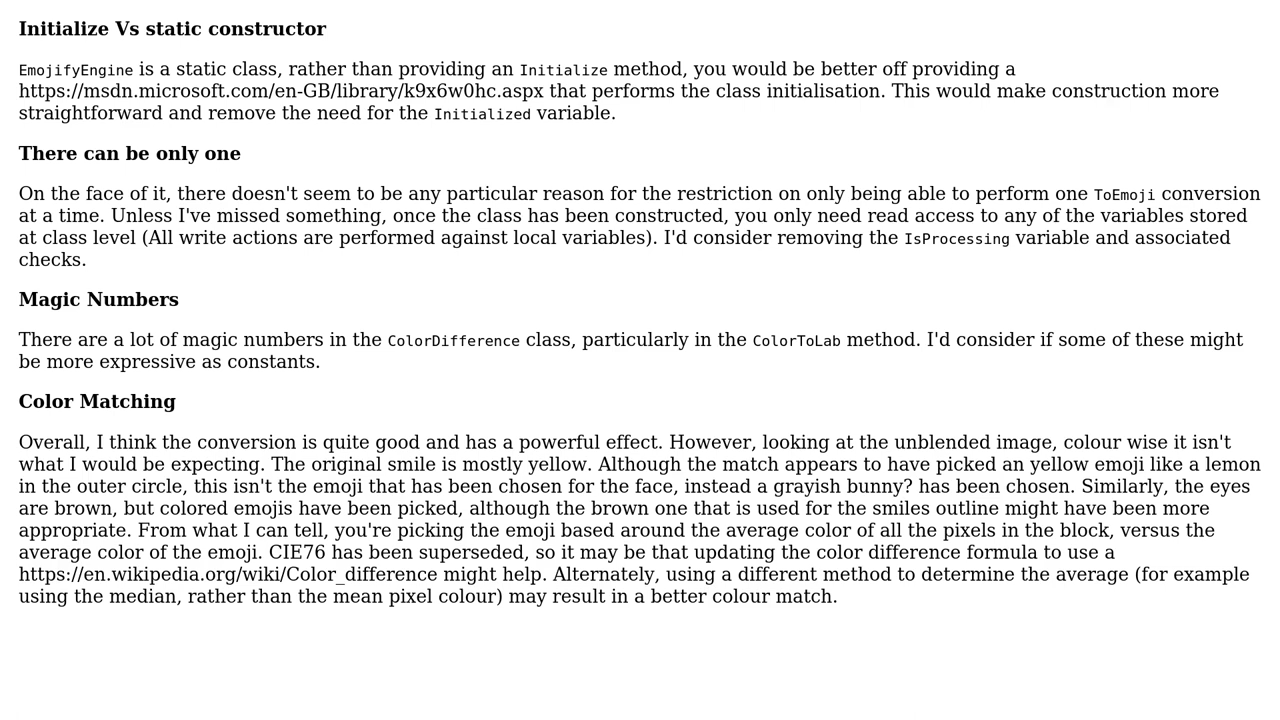 Initialize Vs static constructor
EmojifyEngine is a static class, rather than providing an Initialize method, you would be better off providing a
https://msdn.microsoft.com/en-GB/library/k9x6w0hc.aspx that performs the class initialisation. This would make construction more
straightforward and remove the need for the Initialized variable.
There can be only one
On the face of it, there doesn't seem to be any particular reason for the restriction on only being able to perform one ToEmoji conversion
at a time. Unless I've missed something, once the class has been constructed, you only need read access to any of the variables stored
at class level (All write actions are performed against local variables). I'd consider removing the IsProcessing variable and associated
checks.
Magic Numbers
There are a lot of magic numbers in the ColorDifference class, particularly in the ColorToLab method. I'd consider if some of these might
be more expressive as constants.
Color Matching
Overall, I think the conversion is quite good and has a powerful effect. However, looking at the unblended image, colour wise it isn't
what I would be expecting. The original smile is mostly yellow. Although the match appears to have picked an yellow emoji like a lemon
in the outer circle, this isn't the emoji that has been chosen for the face, instead a grayish bunny? has been chosen. Similarly, the eyes
are brown, but colored emojis have been picked, although the brown one that is used for the smiles outline might have been more
appropriate. From what I can tell, you're picking the emoji based around the average color of all the pixels in the block, versus the
average color of the emoji. CIE76 has been superseded, so it may be that updating the color difference formula to use a
https://en.wikipedia.org/wiki/Color_difference might help. Alternately, using a different method to determine the average (for example
using the median, rather than the mean pixel colour) may result in a better colour match.